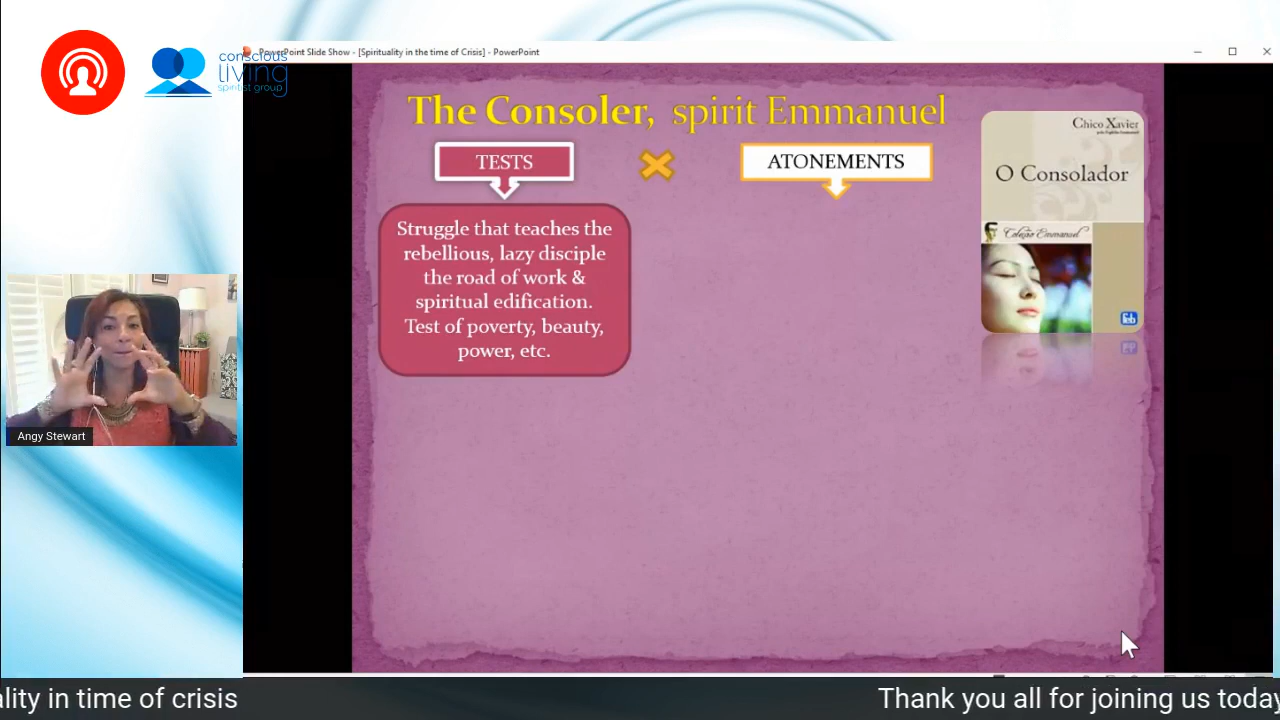 PowerPoint Slide Show - [Spirituality in the time of Crisis] - PowerPoint
conscious
living
spiritist group
The Consoler, spirit Emmanuel
TESTS
ATONEMENTS
Struggle that teaches the
rebellious, lazy disciple
the road of work &
spiritual edification.
Test of poverty, beauty,
power, etc.
Chico Xavier
O Consolador
Coleção Emmanuel
feb
Angy Stewart
ality in time of crisis
Thank you all for joining us today